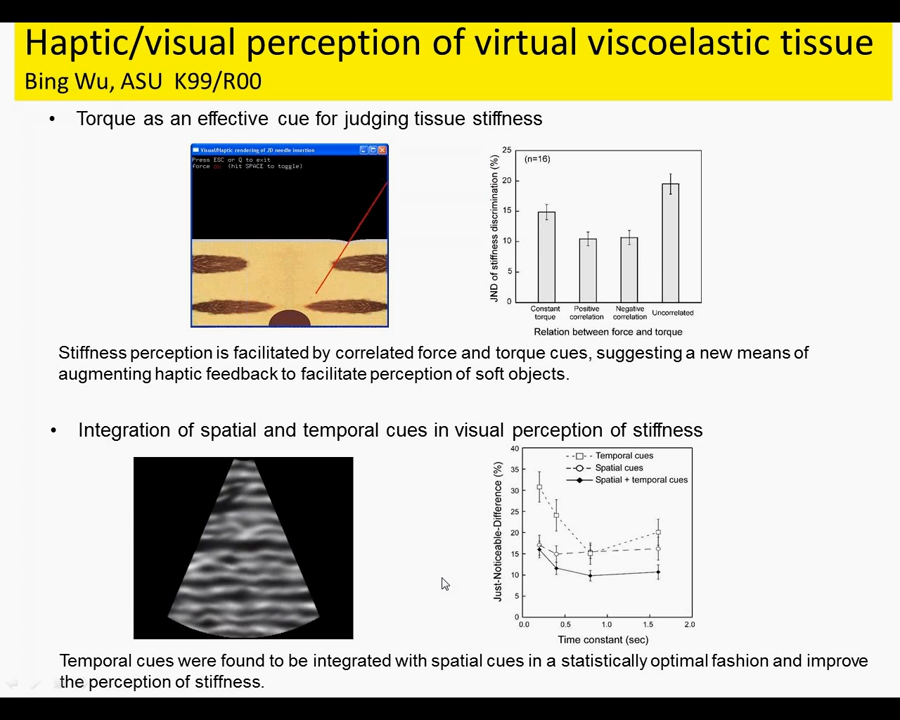 Haptic/visual perception of virtual viscoelastic tissue
Bing Wu, ASU K99/R00
• Torque as an effective cue for judging tissue stiffness
Visual/Haptic rendering of 2D needle insertion
Press ESC or Q to exit
Force On (hit SPACE to toggle)
JND of stiffness discrimination (%)
25
20
15
10
5
0
(n=16)
Constant torque
Positive correlation
Negative correlation
Uncorrelated
Relation between force and torque
Stiffness perception is facilitated by correlated force and torque cues, suggesting a new means of
augmenting haptic feedback to facilitate perception of soft objects.
• Integration of spatial and temporal cues in visual perception of stiffness
Just-Noticeable-Difference (%)
40
35
30
25
20
15
10
5
0
Temporal cues
Spatial cues
Spatial + temporal cues
0.0 0.5 1.0 1.5 2.0
Time constant (sec)
Temporal cues were found to be integrated with spatial cues in a statistically optimal fashion and improve
the perception of stiffness.